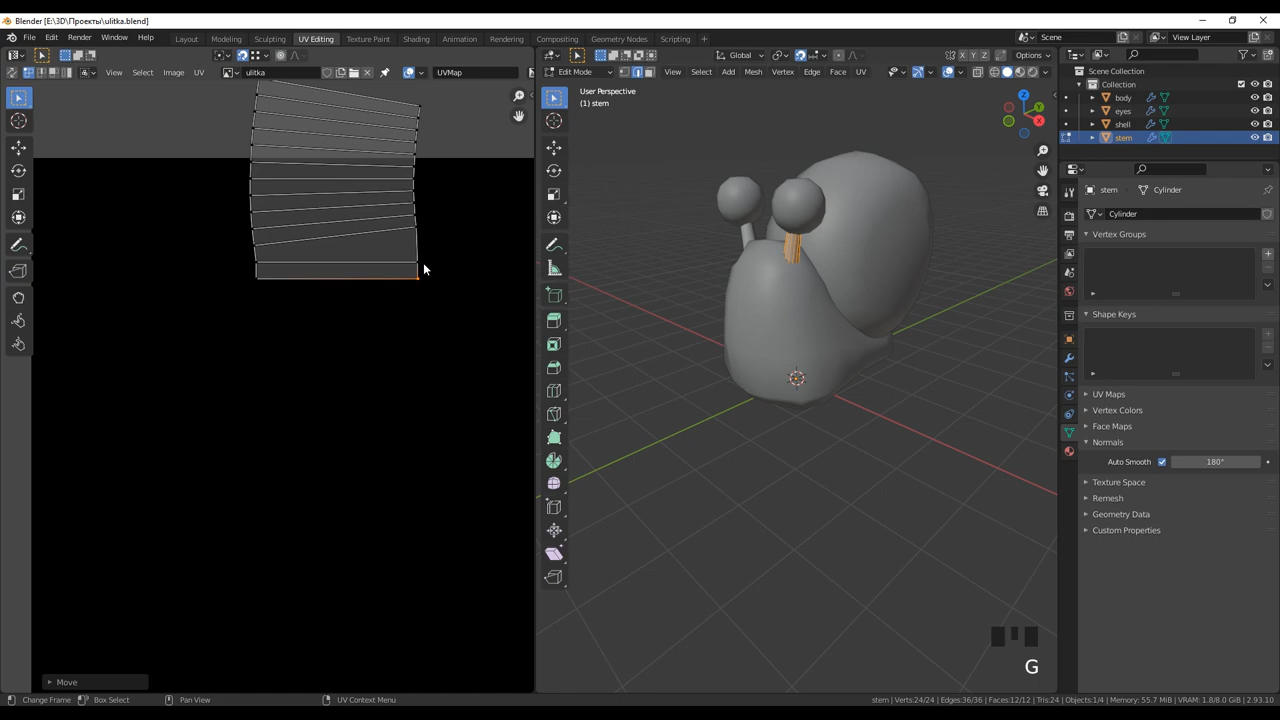 Blender [E:\3D\Проекты\ulitka.blend]
File Edit Render Window Help Layout Modeling Sculpting UV Editing Texture Paint Shading Animation Rendering Compositing Geometry Nodes Scripting Scene View Layer
Global Options
View Select Image UV ulitka UVMap Edit Mode View Select Add Mesh Vertex Edge Face UV
User Perspective
(1) stem
Z
Y
X
Scene Collection
Collection
body
eyes
shell
stem
stem Cylinder
Cylinder
Vertex Groups
Shape Keys
UV Maps
Vertex Colors
Face Maps
Normals
Auto Smooth 180°
Texture Space
Remesh
Geometry Data
Custom Properties
G
Move
Change Frame Box Select Pan View UV Context Menu stem | Verts:24/24 | Edges:36/36 | Faces:12/12 | Tris:24 | Objects:1/4 | Memory: 55.7 MiB | VRAM: 1.8/8.0 GiB | 2.93.10